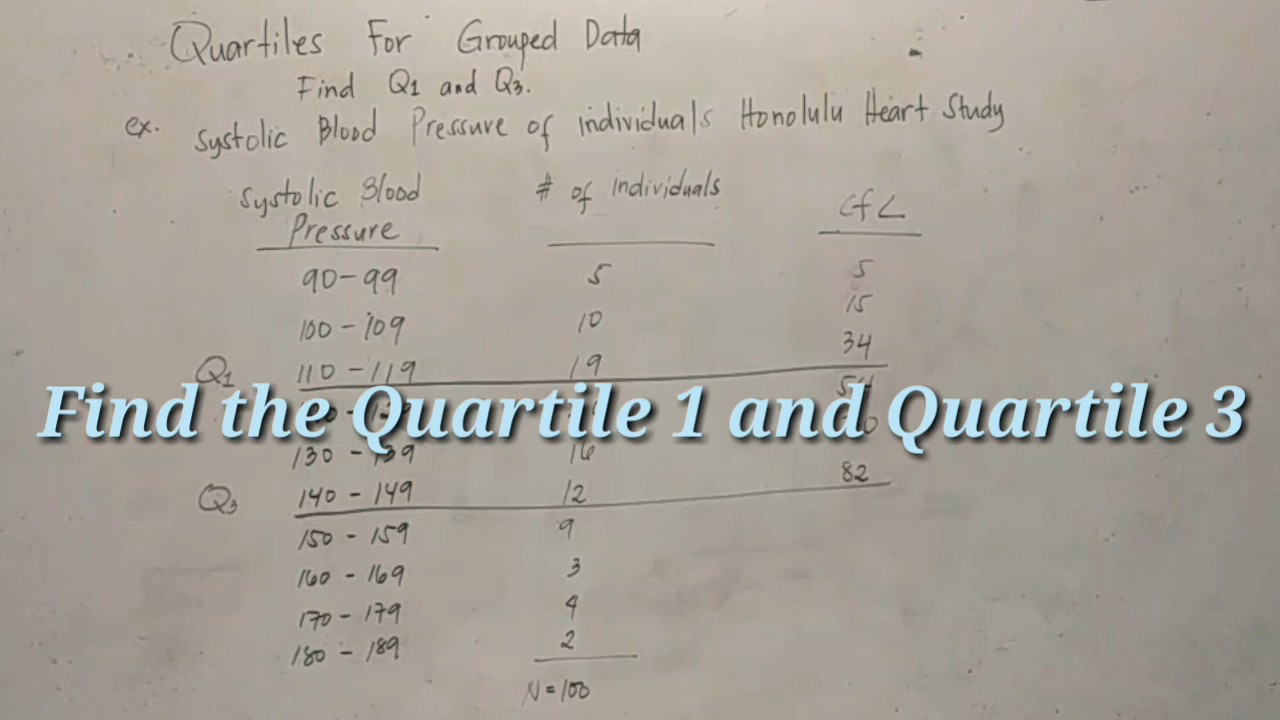 Quartiles For Grouped Data
Find Q1 and Q3.
ex. Systolic Blood Pressure of individuals Honolulu Heart Study
Systolic Blood Pressure # of individuals cf<
90-99 5 5
100-109 10 15
Q1 110-119 19 34
Find the Quartile 1 and Quartile 3
130-139 16
Q3 140-149 12 82
150-159 9
160-169 3
170-179 4
180-189 2
N=100